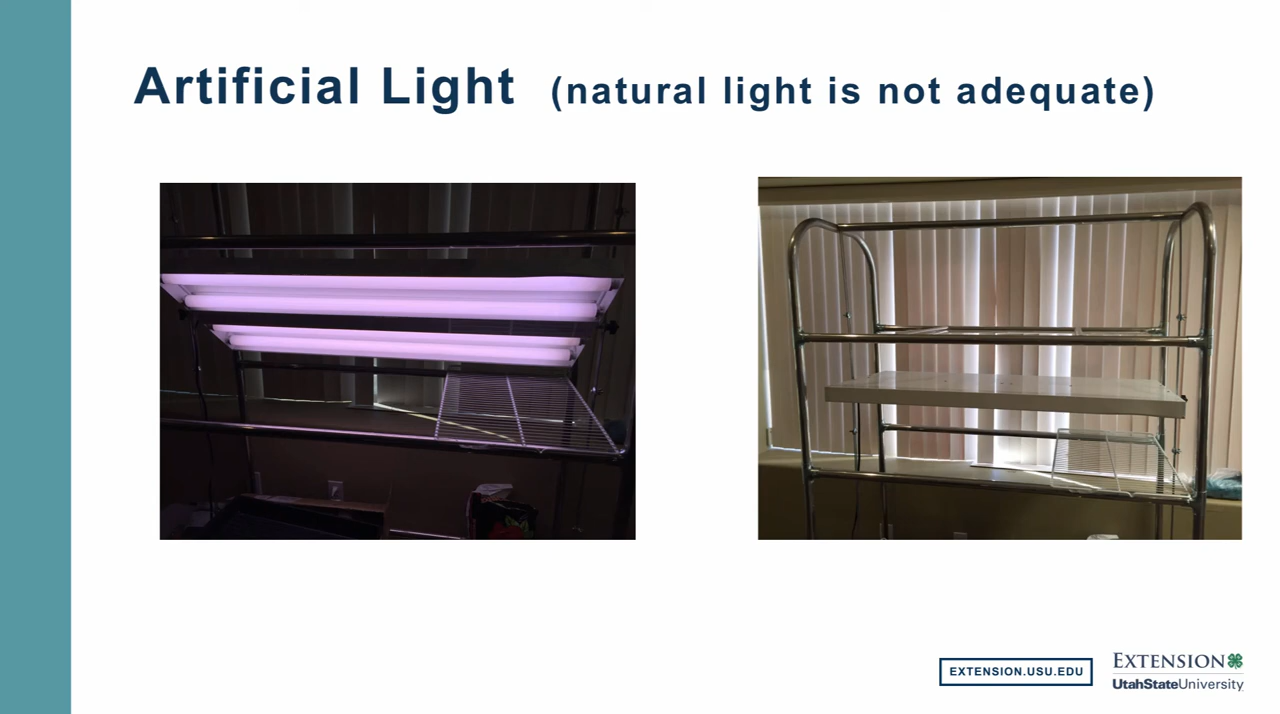 Artificial Light (natural light is not adequate)
EXTENSION.USU.EDU
EXTENSION
UtahStateUniversity